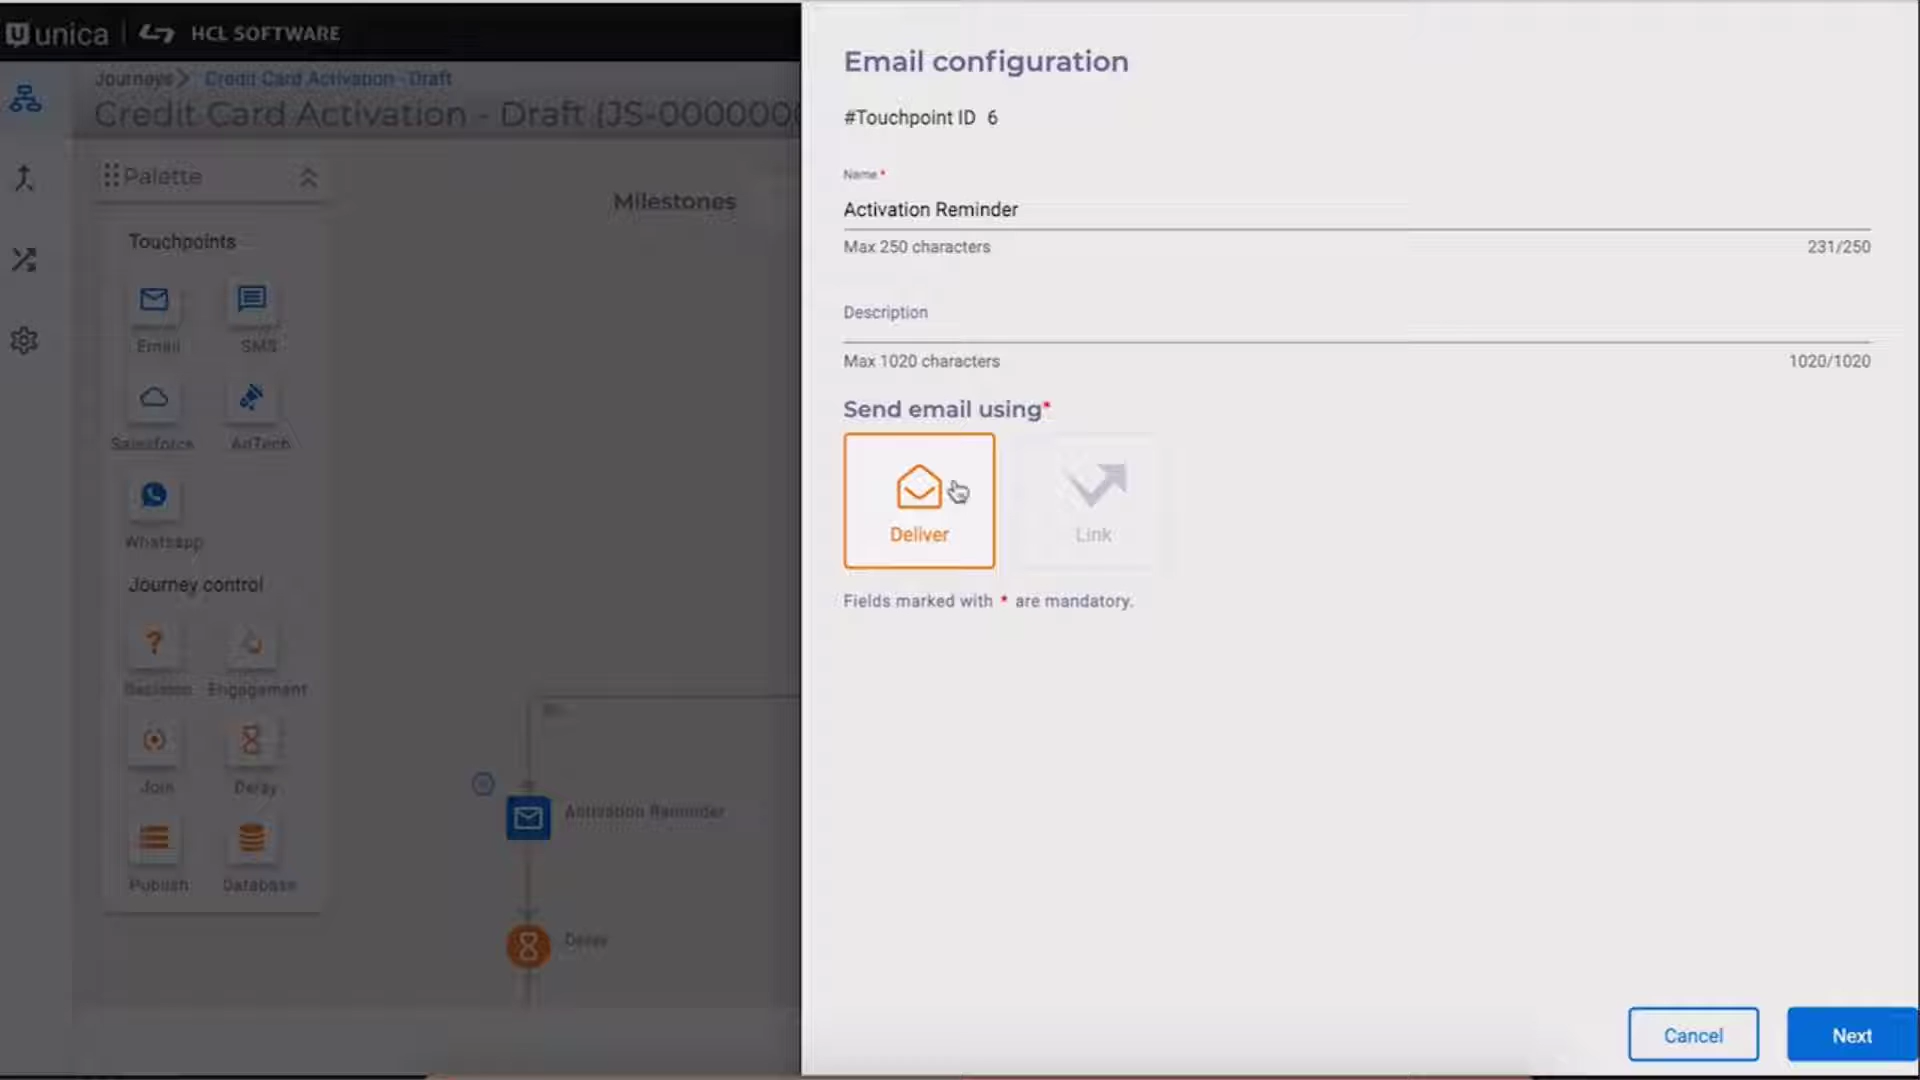 unica HCL SOFTWARE
Journeys > Credit Card Activation - Draft
Credit Card Activation - Draft (JS-0000000
Palette
Milestones
Touchpoints
Email SMS
Salesforce AdTech
Whatsapp
Journey control
Decision Engagement
Join Delay
Publish Database
Activation Reminder
Delay
Email configuration
#Touchpoint ID 6
Name*
Activation Reminder
Max 250 characters 231/250
Description
Max 1020 characters 1020/1020
Send email using*
Deliver Link
Fields marked with * are mandatory.
Cancel Next